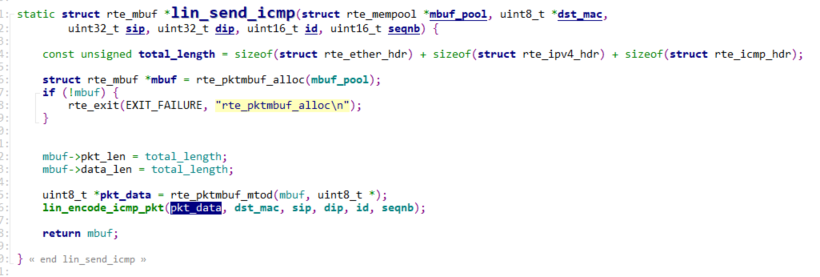 static struct rte_mbuf *lin_send_icmp(struct rte_mempool *mbuf_pool, uint8_t *dst_mac,
uint32_t sip, uint32_t dip, uint16_t id, uint16_t seqnb) {
const unsigned total_length = sizeof(struct rte_ether_hdr) + sizeof(struct rte_ipv4_hdr) + sizeof(struct rte_icmp_hdr);
struct rte_mbuf *mbuf = rte_pktmbuf_alloc(mbuf_pool);
if (!mbuf) {
rte_exit(EXIT_FAILURE, "rte_pktmbuf_alloc\n");
}
mbuf->pkt_len = total_length;
mbuf->data_len = total_length;
uint8_t *pkt_data = rte_pktmbuf_mtod(mbuf, uint8_t *);
lin_encode_icmp_pkt(pkt_data, dst_mac, sip, dip, id, seqnb);
return mbuf;
} « end lin_send_icmp »